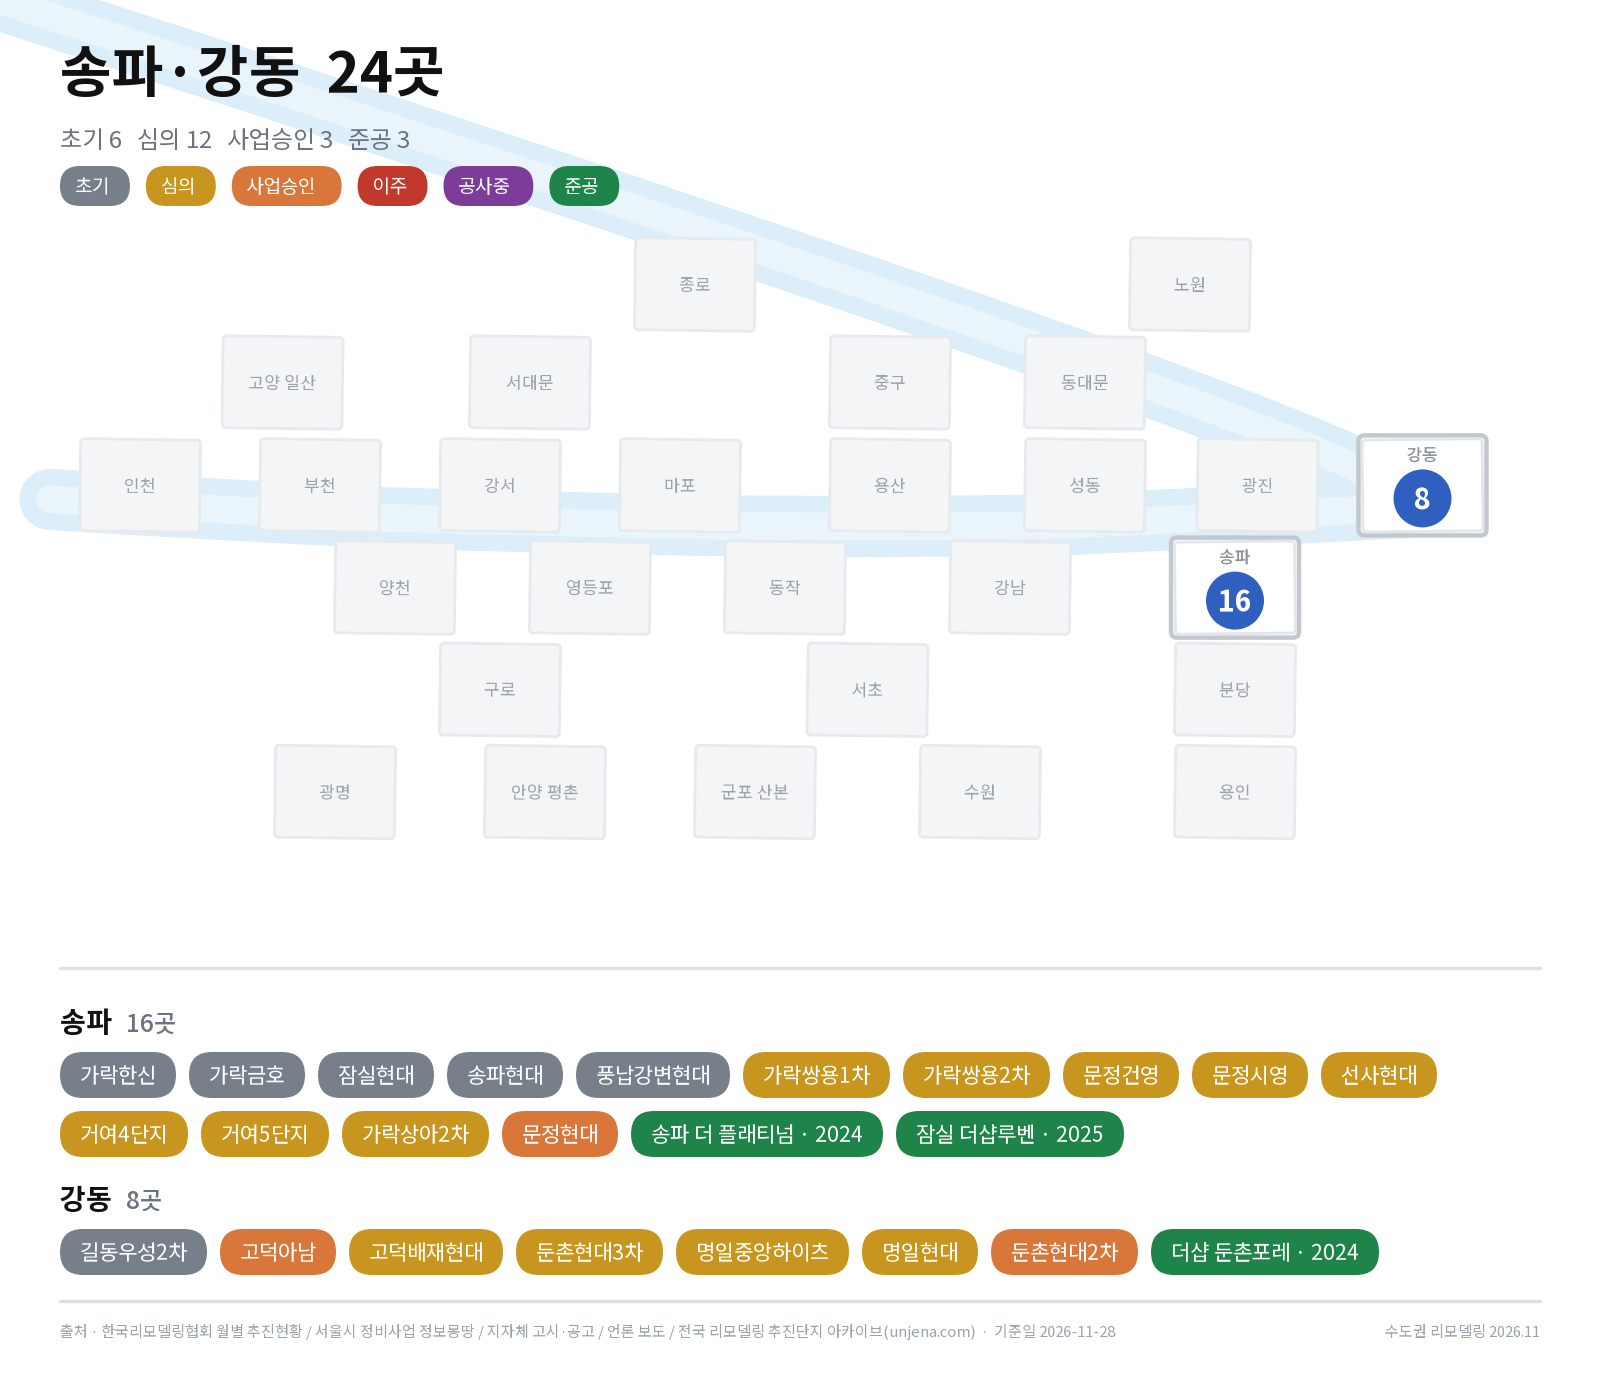 송파·강동 24곳
초기 6 심의 12 사업승인 3 준공 3
초기 심의 사업승인 이주 공사중 준공
종로 노원
고양 일산 서대문 중구 동대문
인천 부천 강서 마포 용산 성동 광진 강동
8
양천 영등포 동작 강남 송파
16
구로 서초 분당
광명 안양 평촌 군포 산본 수원 용인
송파 16곳
가락한신 가락금호 잠실현대 송파현대 풍납강변현대 가락쌍용1차 가락쌍용2차 문정건영 문정시영 선사현대
거여4단지 거여5단지 가락상아2차 문정현대 송파 더 플래티넘 · 2024 잠실 더샵루벤 · 2025
강동 8곳
길동우성2차 고덕아남 고덕배재현대 둔촌현대3차 명일중앙하이츠 명일현대 둔촌현대2차 더샵 둔촌포레 · 2024
출처 · 한국리모델링협회 월별 추진현황 / 서울시 정비사업 정보몽땅 / 지자체 고시·공고 / 언론 보도 / 전국 리모델링 추진단지 아카이브(unjena.com) · 기준일 2026-11-28
수도권 리모델링 2026.11